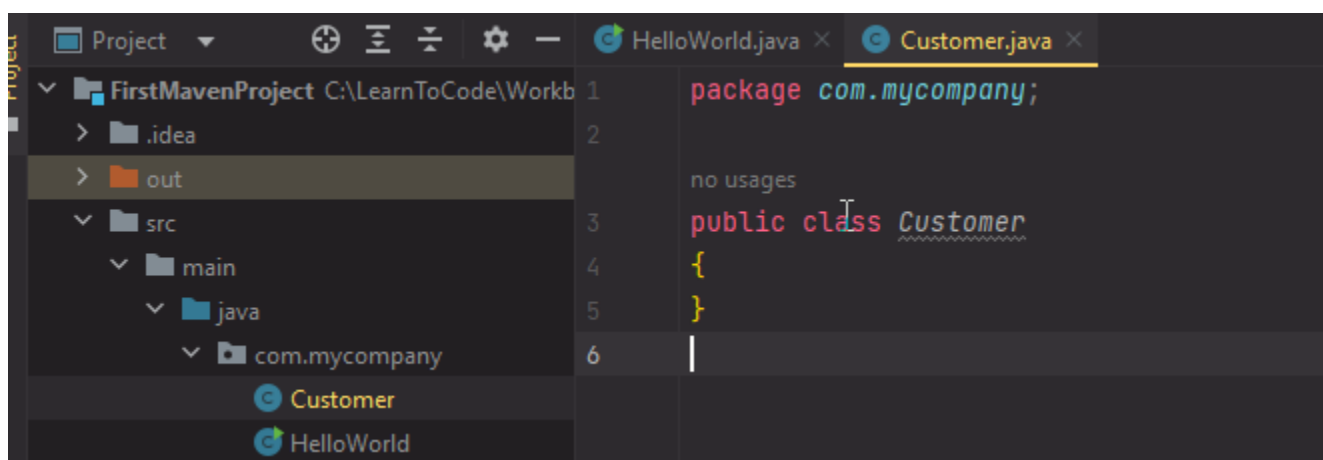 Project
Project
HelloWorld.java
Customer.java
FirstMavenProject C:\LearnToCode\Workb
.idea
out
src
main
java
com.mycompany
Customer
HelloWorld
1 package com.mycompany;
2
no usages
3 public class Customer
4 {
5 }
6